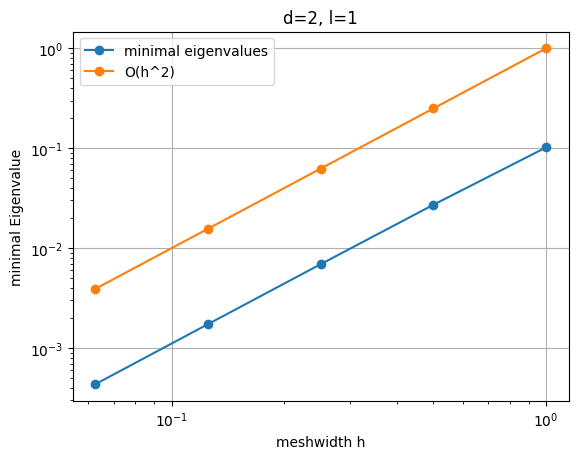 d=2, l=1
minimal eigenvalues
O(h^2)
minimal Eigenvalue
10^0
10^{-1}
10^{-2}
10^{-3}
10^{-1}
10^0
meshwidth h